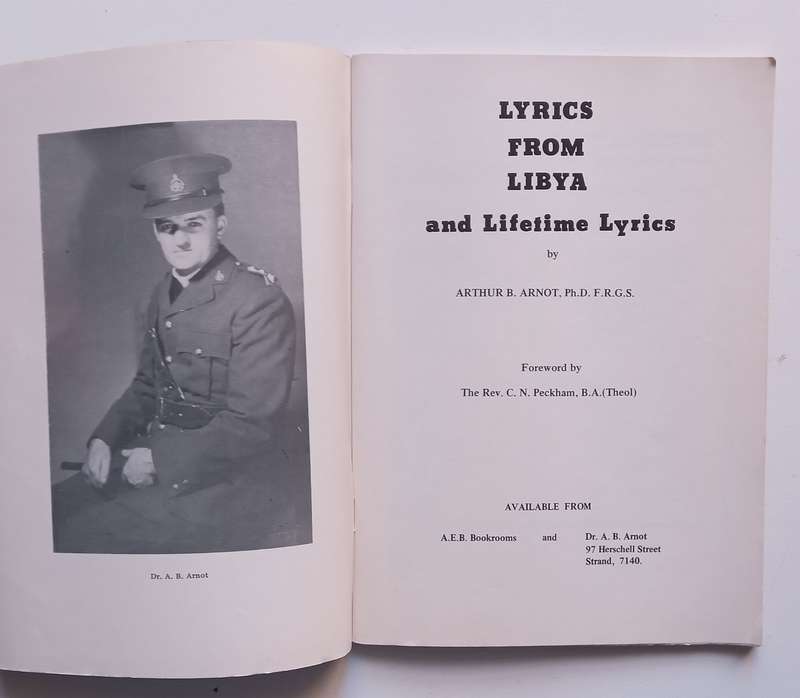 Dr. A. B. Arnot
LYRICS
FROM
LIBYA
and Lifetime Lyrics
by
ARTHUR B. ARNOT, Ph.D. F.R.G.S.
Foreword by
The Rev. C. N. Peckham, B.A.(Theol)
AVAILABLE FROM
A.E.B. Bookrooms and Dr. A. B. Arnot
97 Herschell Street
Strand, 7140.